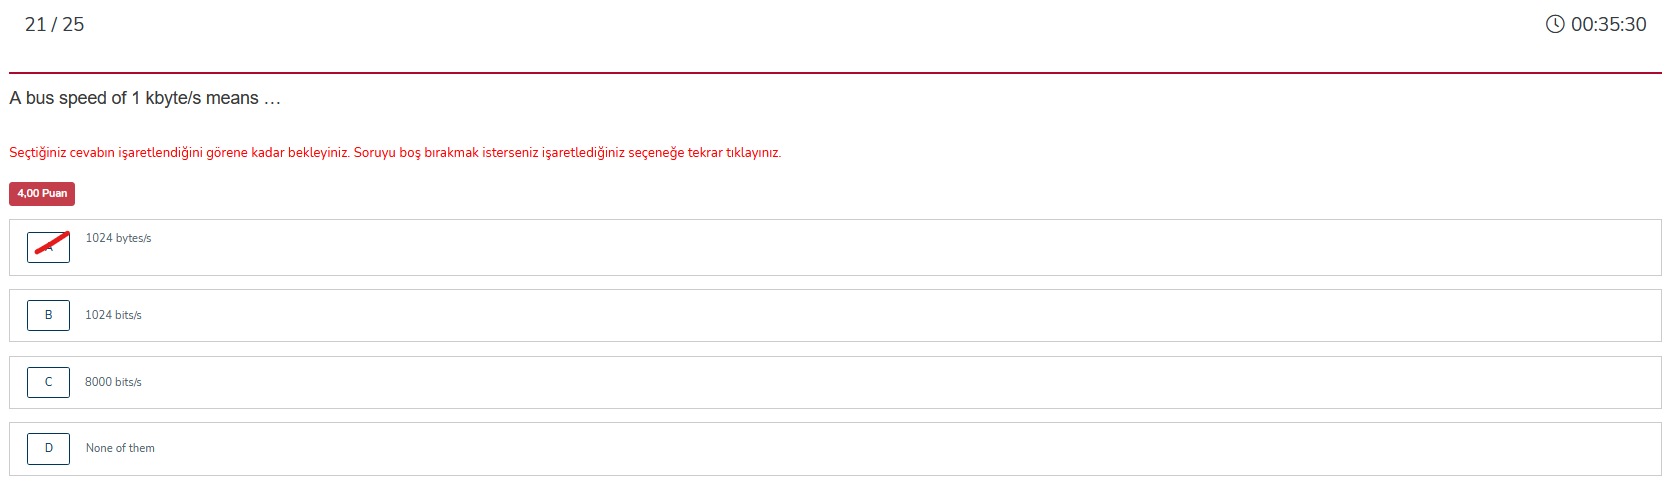 21 / 25
00:35:30
A bus speed of 1 kbyte/s means …
Seçtiğiniz cevabın işaretlendiğini görene kadar bekleyiniz. Soruyu boş bırakmak isterseniz işaretlediğiniz seçeneğe tekrar tıklayınız.
4,00 Puan
A 1024 bytes/s
B 1024 bits/s
C 8000 bits/s
D None of them